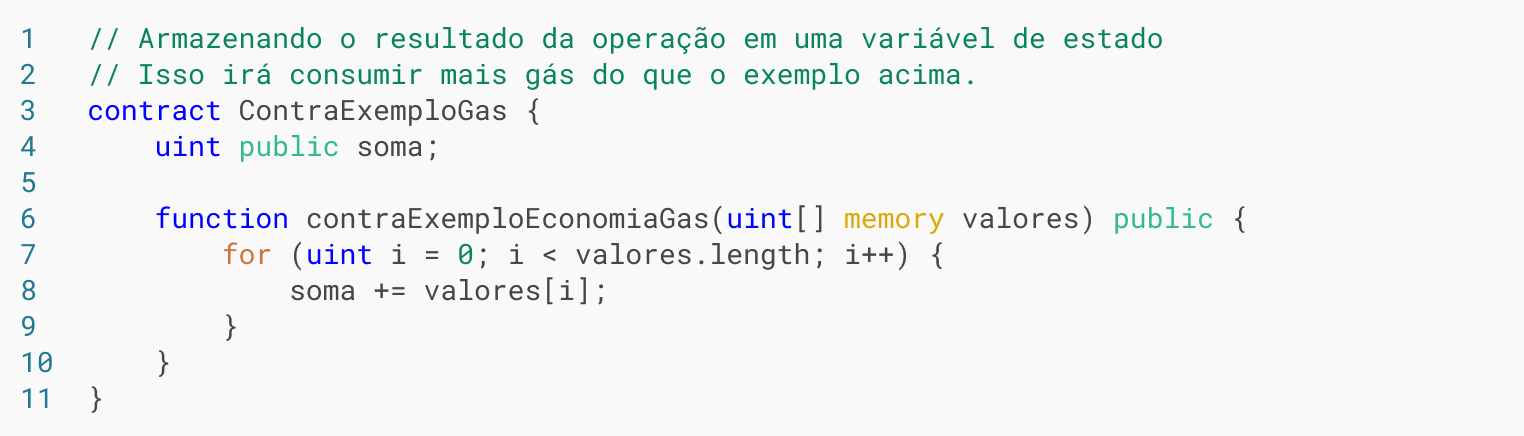 1 // Armazenando o resultado da operação em uma variável de estado
2 // Isso irá consumir mais gás do que o exemplo acima.
3 contract ContraExemploGas {
4     uint public soma;
5
6     function contraExemploEconomiaGas(uint[] memory valores) public {
7         for (uint i = 0; i < valores.length; i++) {
8             soma += valores[i];
9         }
10     }
11 }